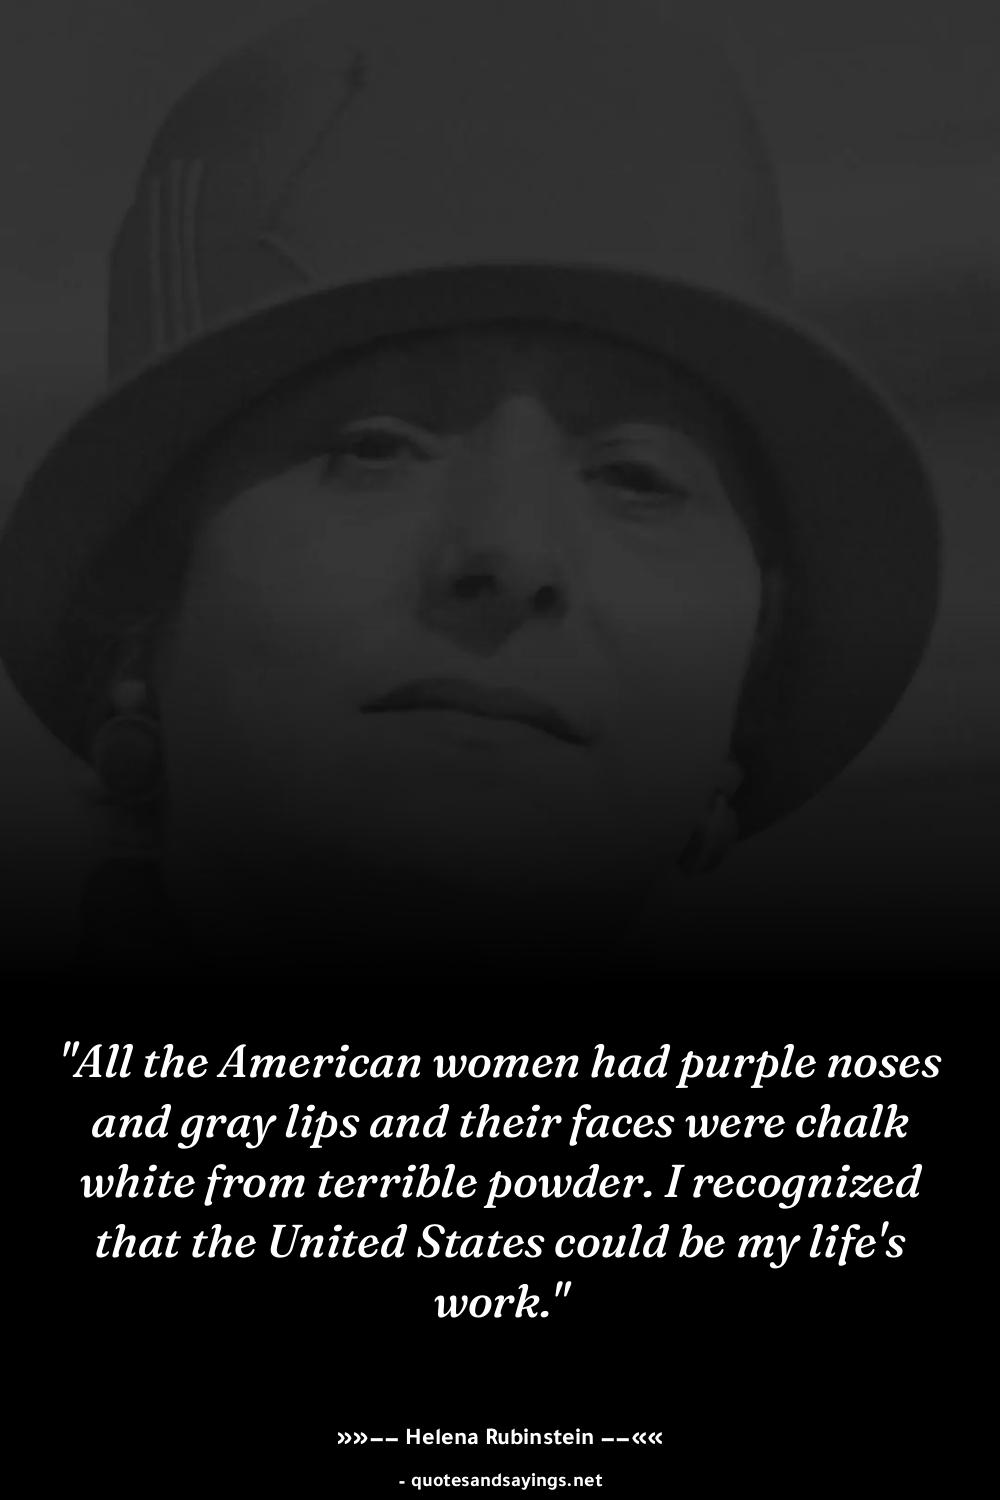 "All the American women had purple noses
and gray lips and their faces were chalk
white from terrible powder. I recognized
that the United States could be my life's
work."
»»−− Helena Rubinstein −−««
- quotesandsayings.net